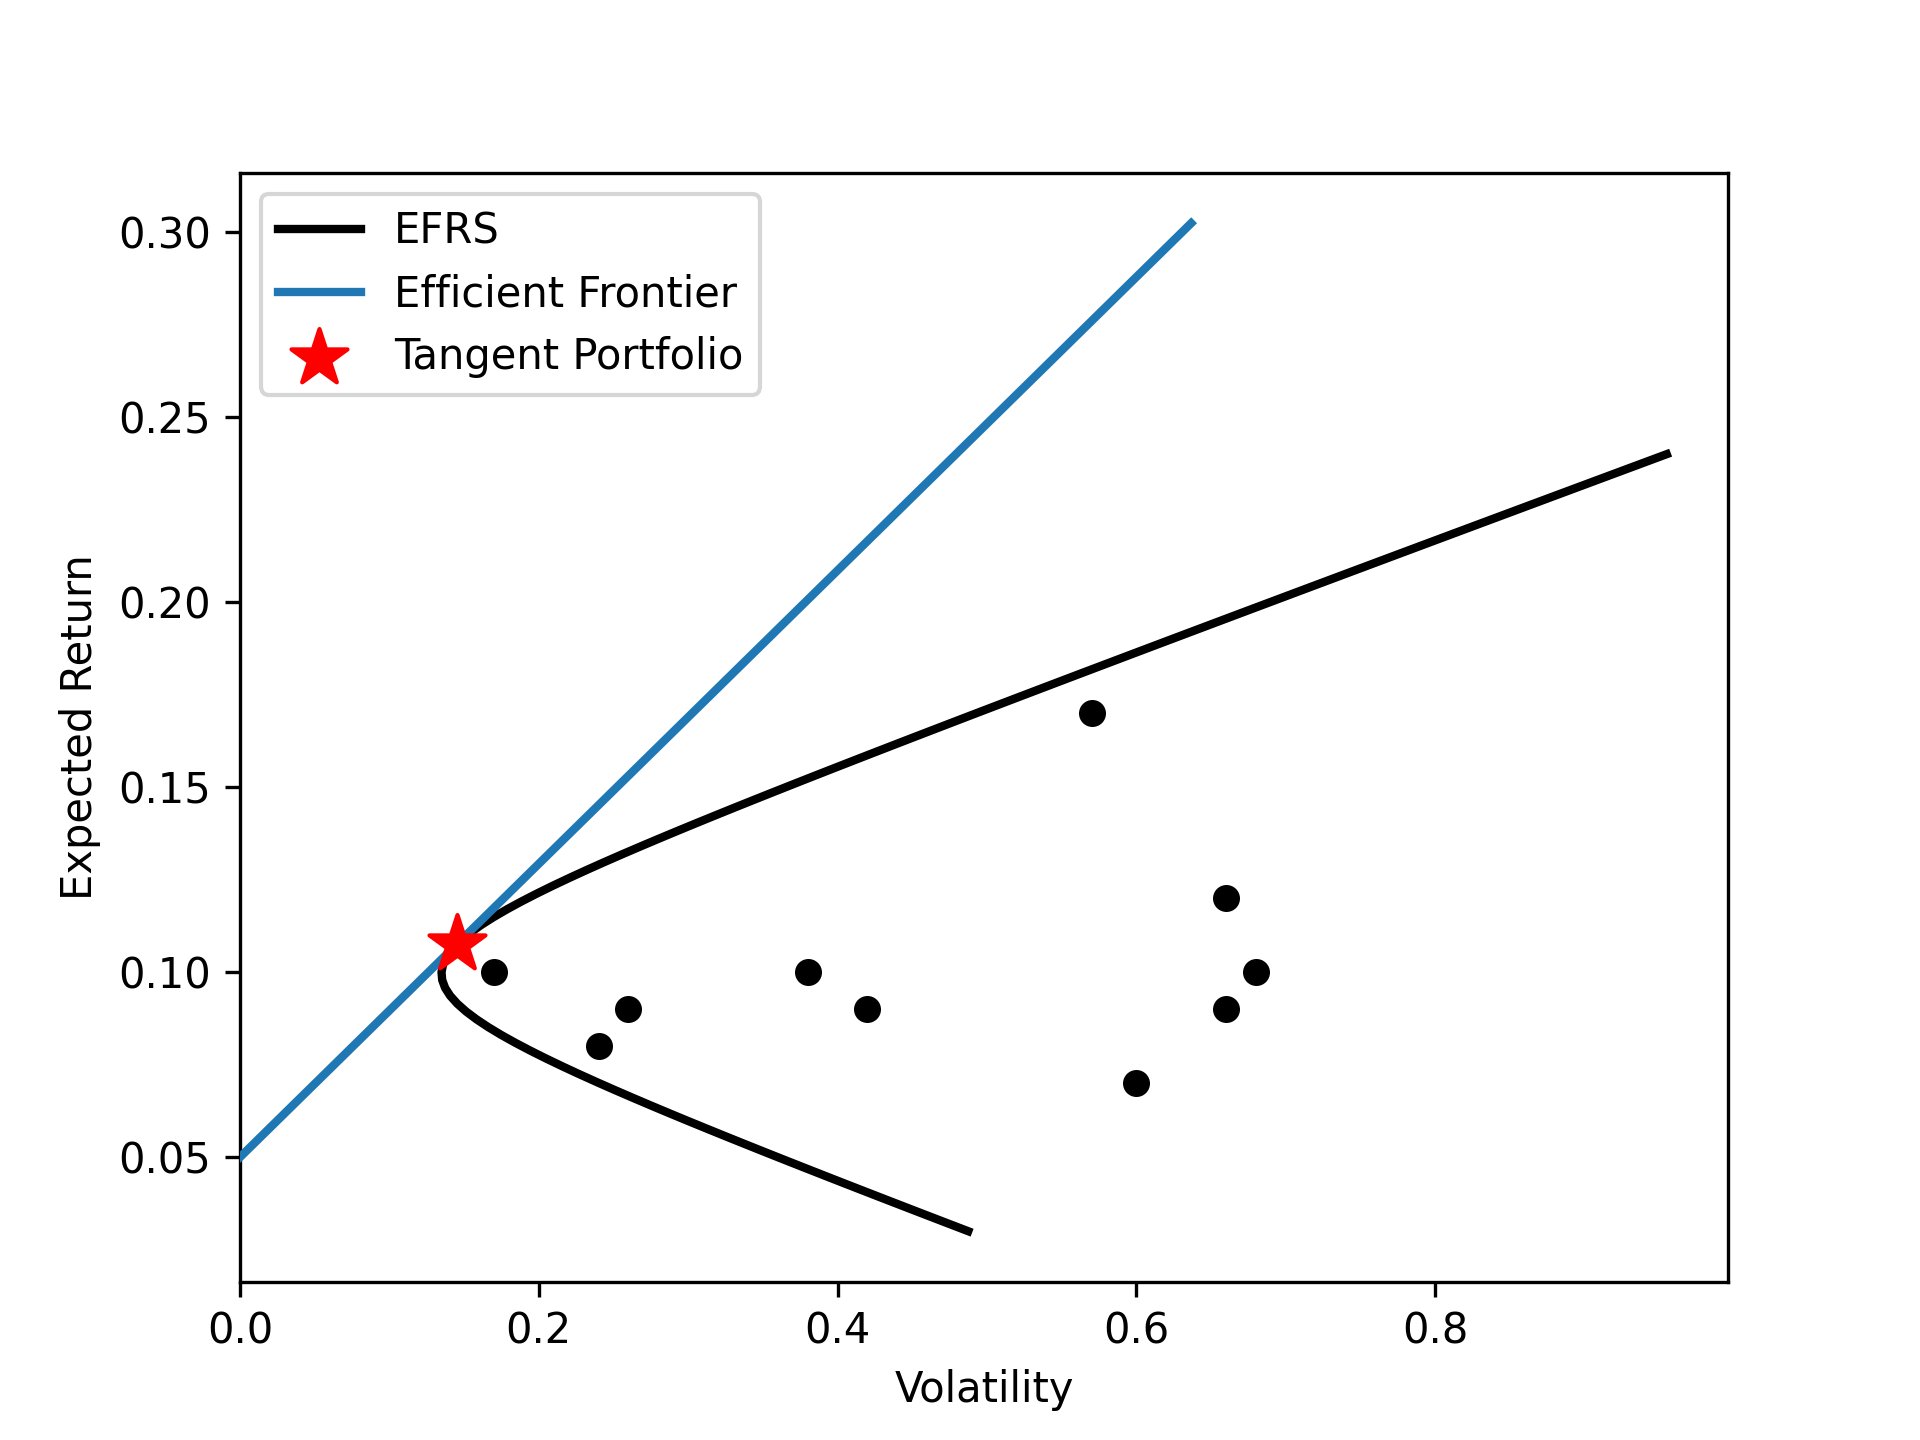 EFRS
Efficient Frontier
Tangent Portfolio
0.30
0.25
0.20
0.15
0.10
0.05
Expected Return
0.0 0.2 0.4 0.6 0.8
Volatility